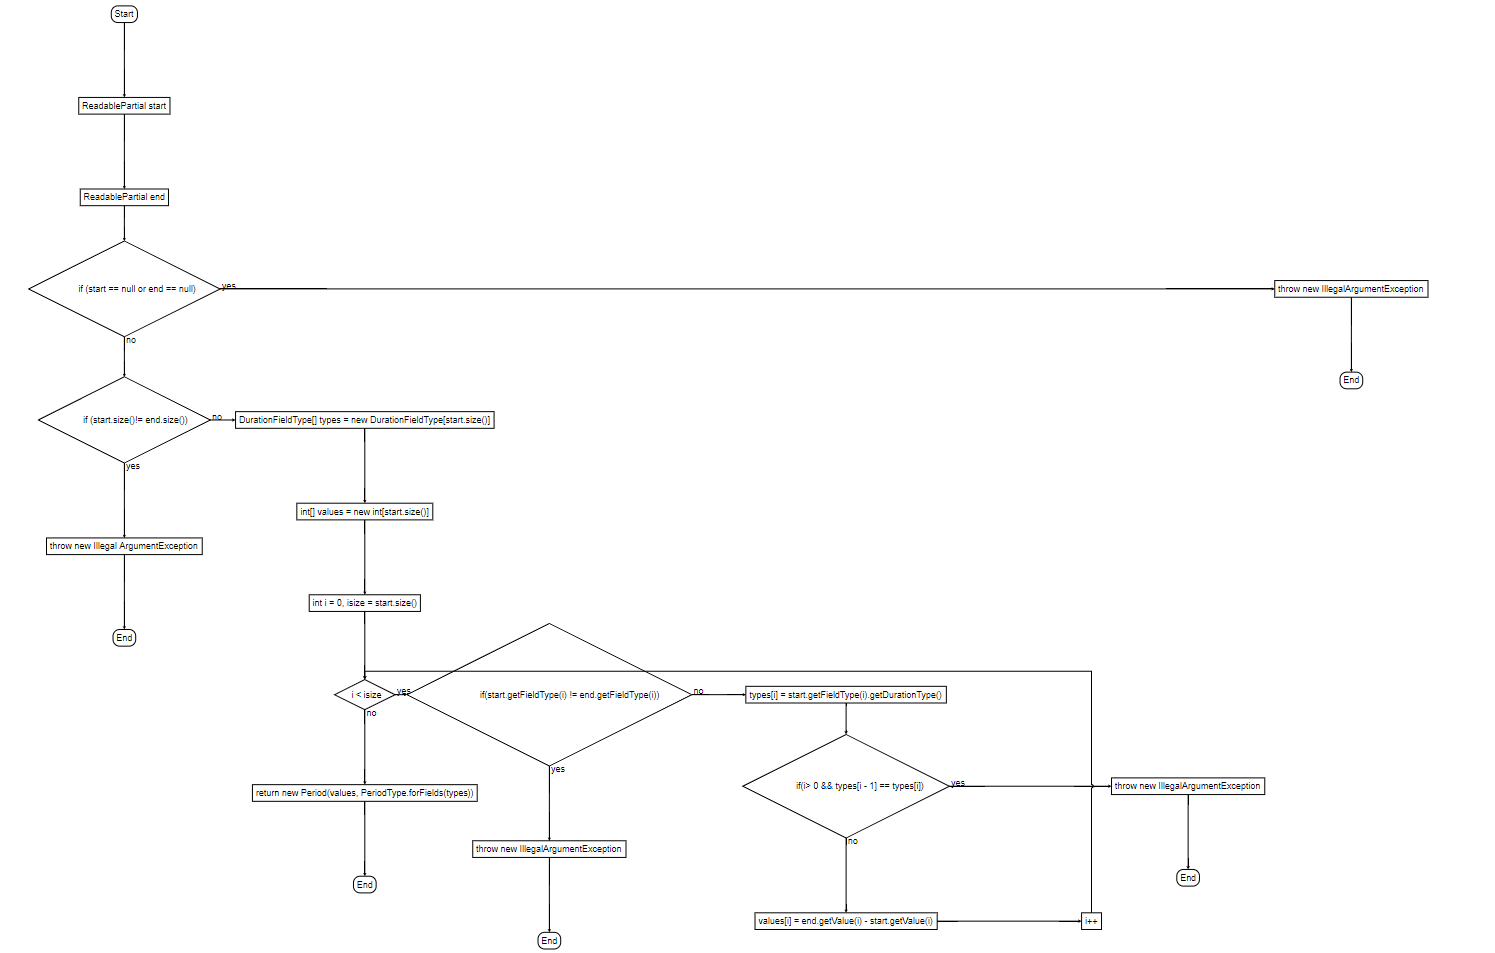 Start
ReadablePartial start
ReadablePartial end
if (start == null or end == null)
yes
throw new IllegalArgumentException
no
End
if (start.size()!= end.size())
no
DurationFieldType[] types = new DurationFieldType[start.size()]
yes
int[] values = new int[start.size()]
throw new Illegal ArgumentException
int i = 0, isize = start.size()
End
i < isize
yes
if(start.getFieldType(i) != end.getFieldType(i))
no
types[i] = start.getFieldType(i).getDurationType()
no
yes
if(i> 0 && types[i - 1] == types[i])
yes
throw new IllegalArgumentException
return new Period(values, PeriodType.forFields(types))
no
throw new IllegalArgumentException
End
End
values[i] = end.getValue(i) - start.getValue(i)
i++
End